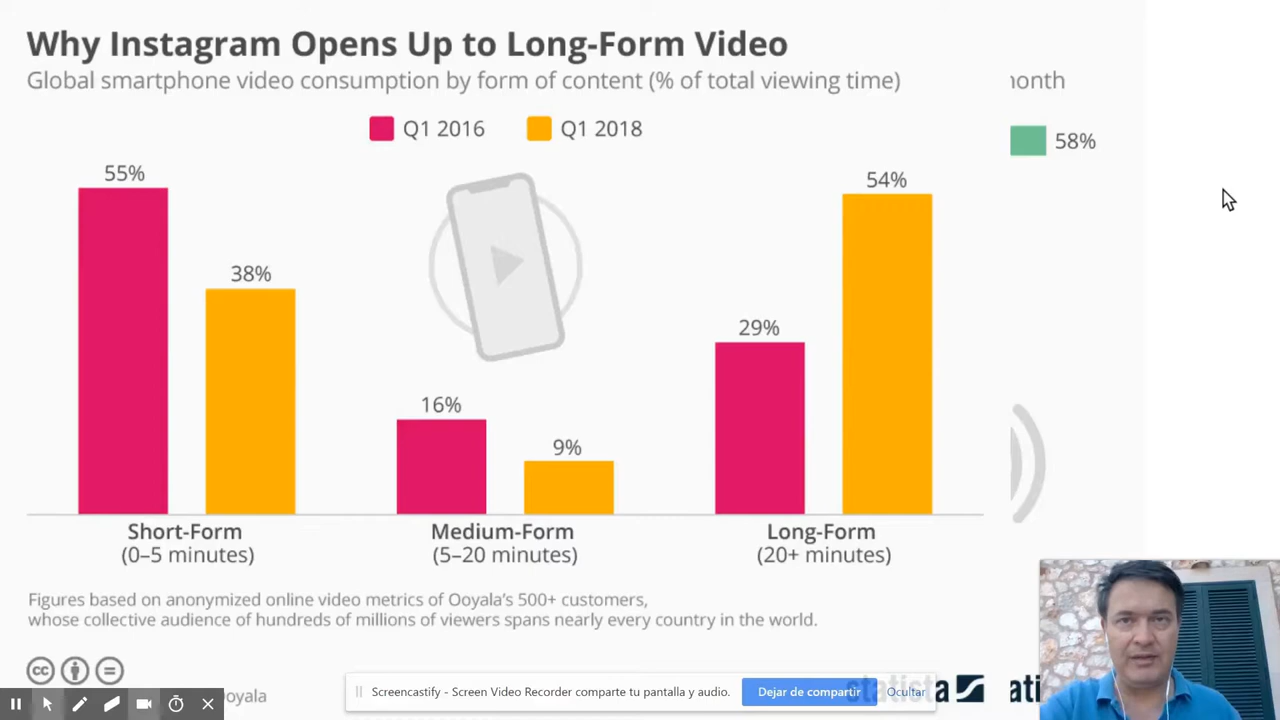 Why Instagram Opens Up to Long-Form Video
Global smartphone video consumption by form of content (% of total viewing time)
Q1 2016
Q1 2018
55%
38%
16%
9%
29%
54%
Short-Form
(0–5 minutes)
Medium-Form
(5–20 minutes)
Long-Form
(20+ minutes)
Figures based on anonymized online video metrics of Ooyala's 500+ customers,
whose collective audience of hundreds of millions of viewers spans nearly every country in the world.
58%
Screencastify - Screen Video Recorder comparte tu pantalla y audio.
Dejar de compartir
Ocultar